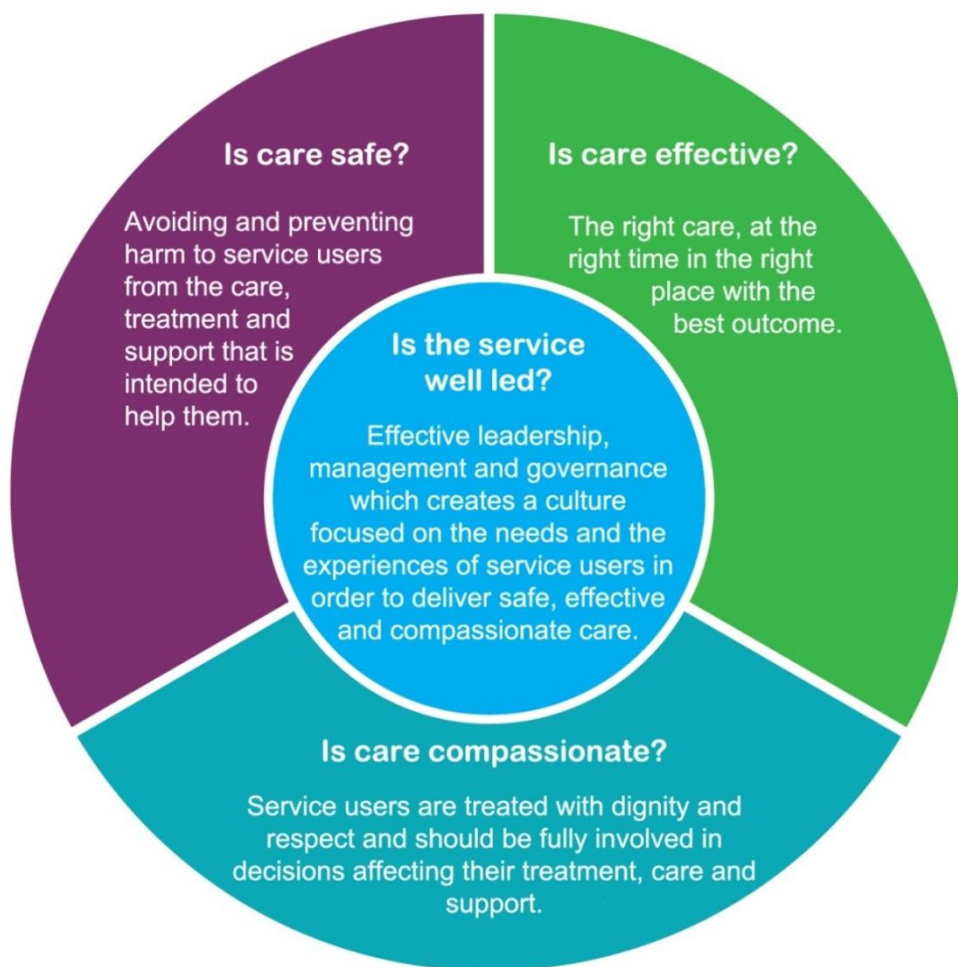 Is care safe?
Avoiding and preventing
harm to service users
from the care,
treatment and
support that is
intended to
help them.
Is care effective?
The right care, at the
right time in the right
place with the
best outcome.
Is the service
well led?
Effective leadership,
management and governance
which creates a culture
focused on the needs and the
experiences of service users in
order to deliver safe, effective
and compassionate care.
Is care compassionate?
Service users are treated with dignity and
respect and should be fully involved in
decisions affecting their treatment, care and
support.